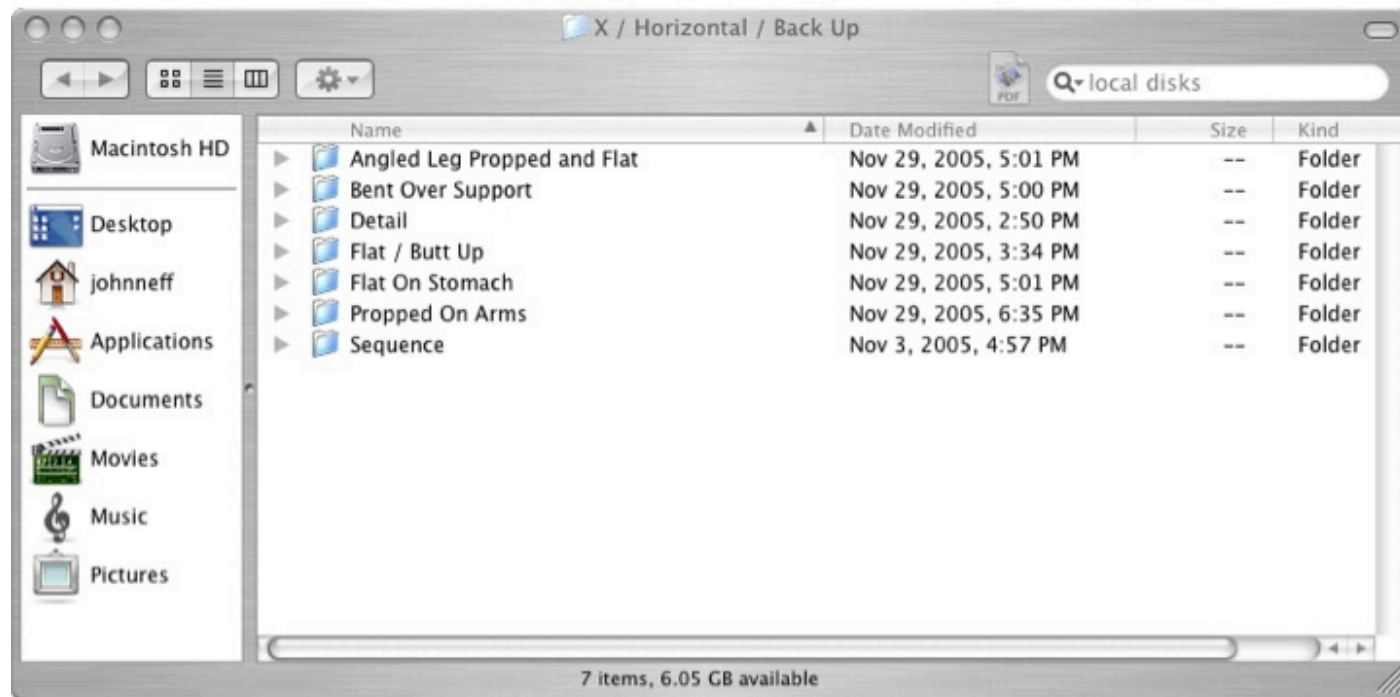 X / Horizontal / Back Up
PDF
local disks
Name Date Modified Size Kind
Macintosh HD
Desktop
johnneff
Applications
Documents
Movies
Music
Pictures
Angled Leg Propped and Flat Nov 29, 2005, 5:01 PM -- Folder
Bent Over Support Nov 29, 2005, 5:00 PM -- Folder
Detail Nov 29, 2005, 2:50 PM -- Folder
Flat / Butt Up Nov 29, 2005, 3:34 PM -- Folder
Flat On Stomach Nov 29, 2005, 5:01 PM -- Folder
Propped On Arms Nov 29, 2005, 6:35 PM -- Folder
Sequence Nov 3, 2005, 4:57 PM -- Folder
7 items, 6.05 GB available